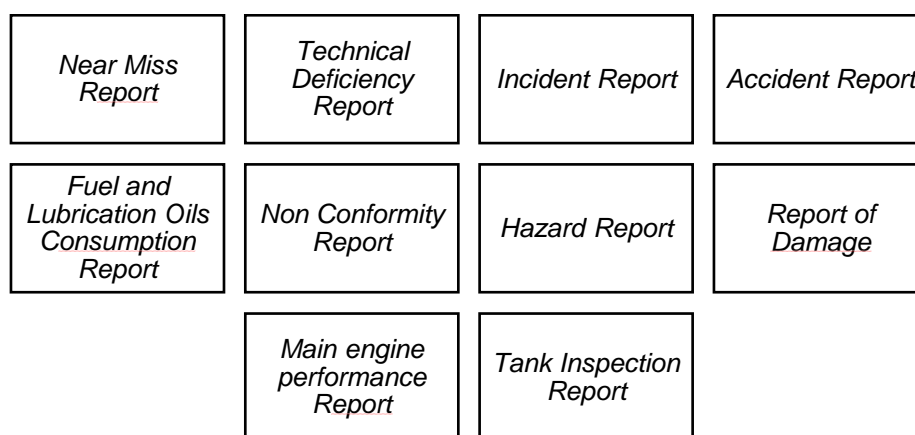 Near Miss
Report
Technical
Deficiency
Report
Incident Report
Accident Report
Fuel and
Lubrication Oils
Consumption
Report
Non Conformity
Report
Hazard Report
Report of
Damage
Main engine
performance
Report
Tank Inspection
Report